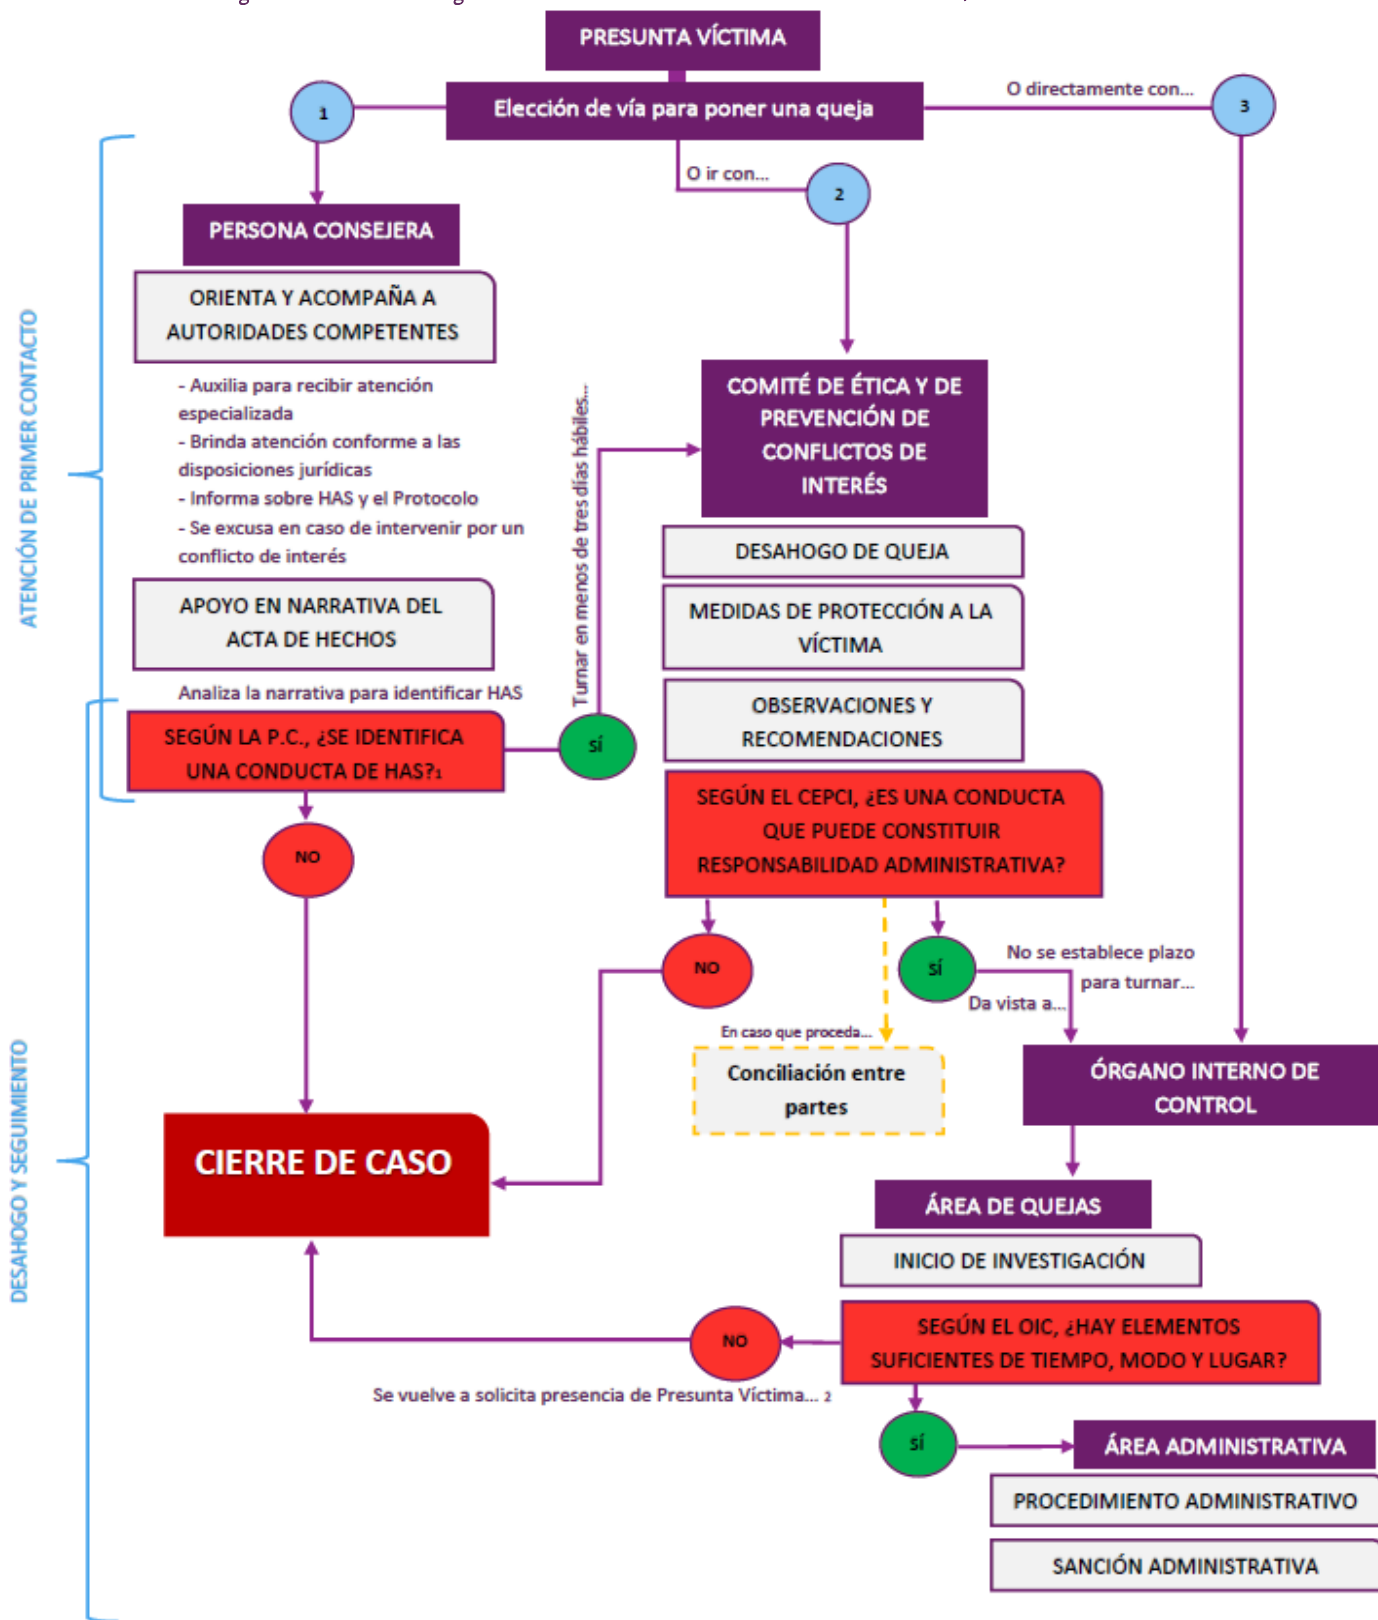 PRESUNTA VÍCTIMA
Elección de vía para poner una queja
1
O directamente con...
3
O ir con...
2
ATENCIÓN DE PRIMER CONTACTO
PERSONA CONSEJERA
ORIENTA Y ACOMPAÑA A
AUTORIDADES COMPETENTES
- Auxilia para recibir atención
especializada
- Brinda atención conforme a las
disposiciones jurídicas
- Informa sobre HAS y el Protocolo
- Se excusa en caso de intervenir por un
conflicto de interés
APOYO EN NARRATIVA DEL
ACTA DE HECHOS
Analiza la narrativa para identificar HAS
SEGÚN LA P.C., ¿SE IDENTIFICA
UNA CONDUCTA DE HAS?1
SÍ
Turnar en menos de tres días hábiles...
NO
COMITÉ DE ÉTICA Y DE
PREVENCIÓN DE
CONFLICTOS DE
INTERÉS
DESAHOGO DE QUEJA
MEDIDAS DE PROTECCIÓN A LA
VÍCTIMA
OBSERVACIONES Y
RECOMENDACIONES
SEGÚN EL CEPCI, ¿ES UNA CONDUCTA
QUE PUEDE CONSTITUIR
RESPONSABILIDAD ADMINISTRATIVA?
NO
SÍ
No se establece plazo
para turnar...
Da vista a...
En caso que proceda...
Conciliación entre
partes
ÓRGANO INTERNO DE
CONTROL
DESAHOGO Y SEGUIMIENTO
CIERRE DE CASO
ÁREA DE QUEJAS
INICIO DE INVESTIGACIÓN
SEGÚN EL OIC, ¿HAY ELEMENTOS
SUFICIENTES DE TIEMPO, MODO Y LUGAR?
NO
Se vuelve a solicita presencia de Presunta Víctima... 2
SÍ
ÁREA ADMINISTRATIVA
PROCEDIMIENTO ADMINISTRATIVO
SANCIÓN ADMINISTRATIVA